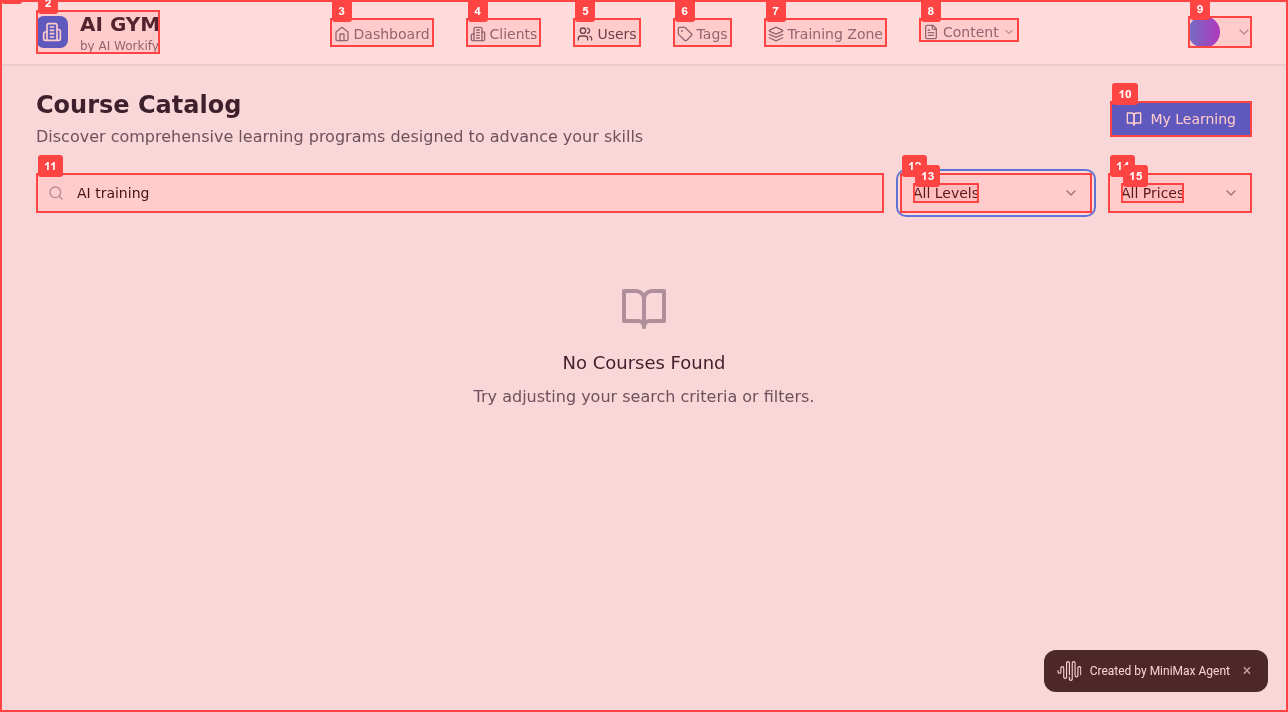 2
3
4
5
6
7
8
9
AI GYM
by AI Workify
Dashboard
Clients
Users
Tags
Training Zone
Content
Course Catalog
Discover comprehensive learning programs designed to advance your skills
10
My Learning
11
12
13
14
15
AI training
All Levels
All Prices
No Courses Found
Try adjusting your search criteria or filters.
Created by MiniMax Agent ×